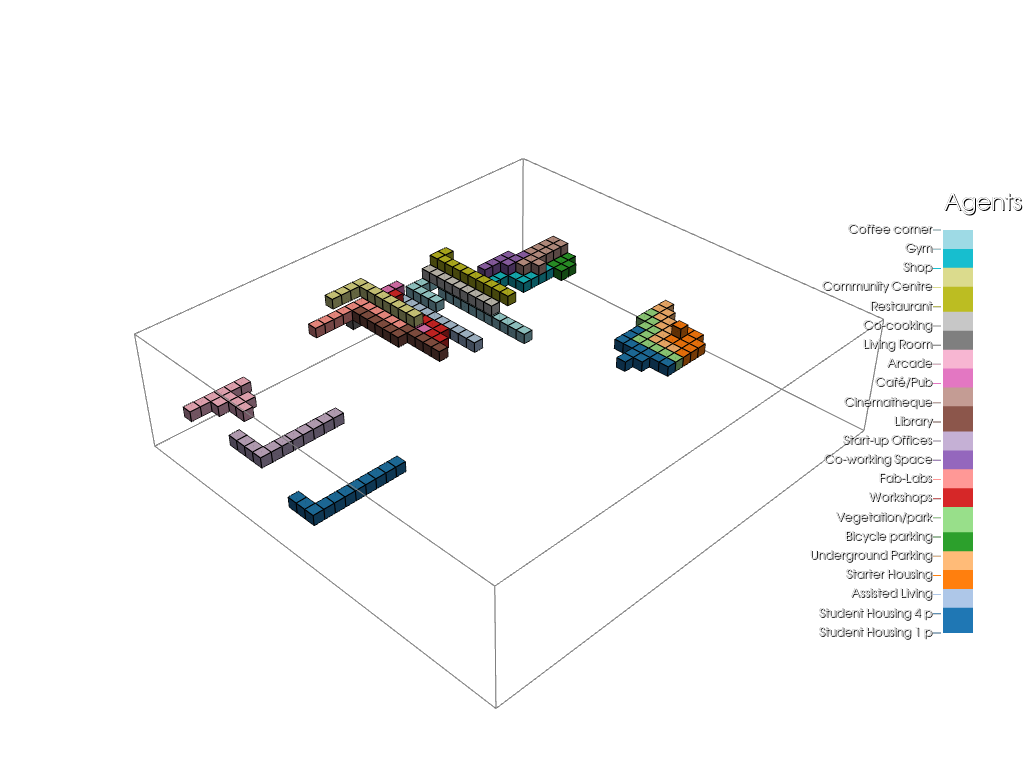 Agents
Coffee corner
Gym
Shop
Community Centre
Restaurant
Co-cooking
Living Room
Arcade
Café/Pub
Cinematheque
Library
Start-up Offices
Co-working Space
Fab-Labs
Workshops
Vegetation/park
Bicycle parking
Underground Parking
Starter Housing
Assisted Living
Student Housing 4 p
Student Housing 1 p